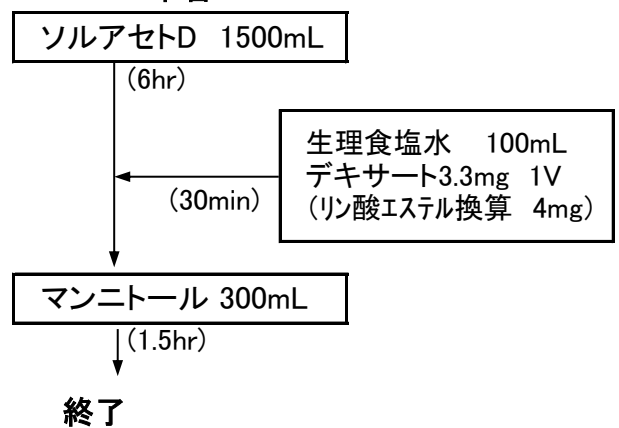 ソルアセトD 1500mL
(6hr)
生理食塩水 100mL
デキサート3.3mg 1V
(リン酸エステル換算 4mg)
(30min)
マンニトール 300mL
(1.5hr)
終了